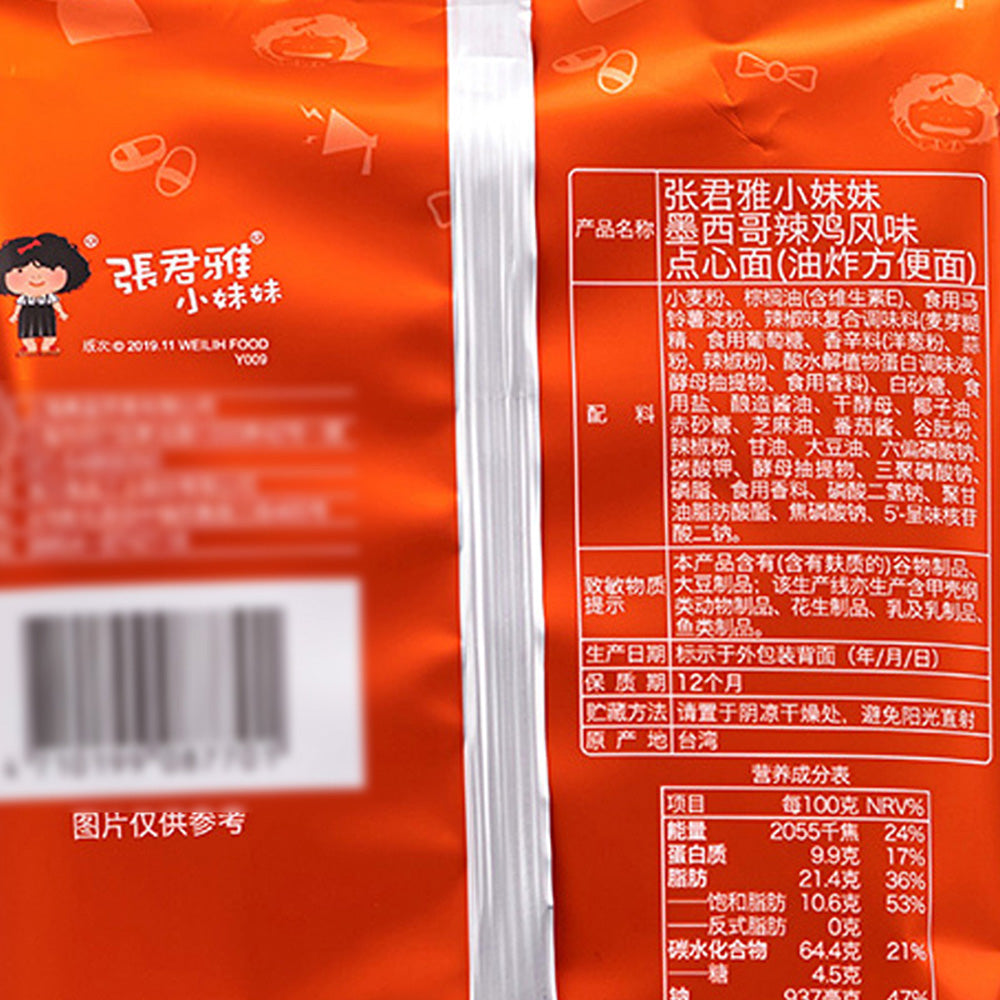 張君雅®
小妹妹
®
版次©2019.11 WEILIH FOOD
Y009
图片仅供参考
产品名称
张君雅小妹妹
墨西哥辣鸡风味
点心面(油炸方便面)
配 料
小麦粉、棕榈油(含维生素E)、食用马
铃薯淀粉、辣椒味复合调味料(麦芽糊
精、食用葡萄糖、香辛料(洋葱粉、蒜
粉、辣椒粉)、酸水解植物蛋白调味液、
酵母抽提物、食用香料)、白砂糖、食
用盐、酿造酱油、干酵母、椰子油、
赤砂糖、芝麻油、番茄酱、谷朊粉、
辣椒粉、甘油、大豆油、六偏磷酸钠、
碳酸钾、酵母抽提物、三聚磷酸钠、
磷脂、食用香料、磷酸二氢钠、聚甘
油脂肪酸酯、焦磷酸钠、5'-呈味核苷
酸二钠。
致敏物质
提示
本产品含有(含有麸质的)谷物制品、
大豆制品；该生产线亦生产含甲壳纲
类动物制品、花生制品、乳及乳制品、
鱼类制品。
生产日期 标示于外包装背面（年/月/日）
保质期 12个月
贮藏方法 请置于阴凉干燥处、避免阳光直射
原产地 台湾
营养成分表
项目 每100克 NRV%
能量 2055千焦 24%
蛋白质 9.9克 17%
脂肪 21.4克 36%
——饱和脂肪 10.6克 53%
——反式脂肪 0克
碳水化合物 64.4克 21%
——糖 4.5克
钠 937毫克 47%